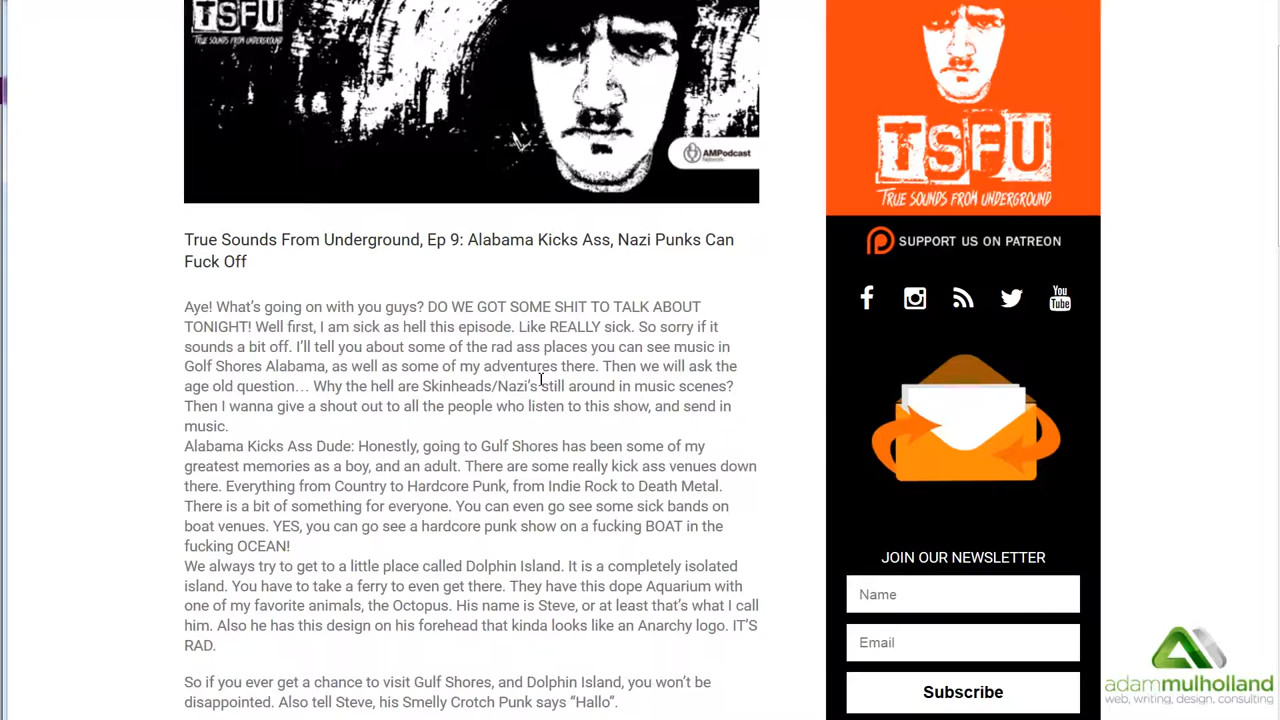 TSFU
TRUE SOUNDS FROM UNDERGROUND
AMPodcast
Network
True Sounds From Underground, Ep 9: Alabama Kicks Ass, Nazi Punks Can
Fuck Off
Aye! What’s going on with you guys? DO WE GOT SOME SHIT TO TALK ABOUT
TONIGHT! Well first, I am sick as hell this episode. Like REALLY sick. So sorry if it
sounds a bit off. I’ll tell you about some of the rad ass places you can see music in
Golf Shores Alabama, as well as some of my adventures there. Then we will ask the
age old question… Why the hell are Skinheads/Nazi’s still around in music scenes?
Then I wanna give a shout out to all the people who listen to this show, and send in
music.
Alabama Kicks Ass Dude: Honestly, going to Gulf Shores has been some of my
greatest memories as a boy, and an adult. There are some really kick ass venues down
there. Everything from Country to Hardcore Punk, from Indie Rock to Death Metal.
There is a bit of something for everyone. You can even go see some sick bands on
boat venues. YES, you can go see a hardcore punk show on a fucking BOAT in the
fucking OCEAN!
We always try to get to a little place called Dolphin Island. It is a completely isolated
island. You have to take a ferry to even get there. They have this dope Aquarium with
one of my favorite animals, the Octopus. His name is Steve, or at least that’s what I call
him. Also he has this design on his forehead that kinda looks like an Anarchy logo. IT’S
RAD.
So if you ever get a chance to visit Gulf Shores, and Dolphin Island, you won’t be
disappointed. Also tell Steve, his Smelly Crotch Punk says “Hallo”.
TSFU
TRUE SOUNDS FROM UNDERGROUND
SUPPORT US ON PATREON
You
Tube
JOIN OUR NEWSLETTER
Name
Email
Subscribe
adammulholland
web, writing, design, consulting